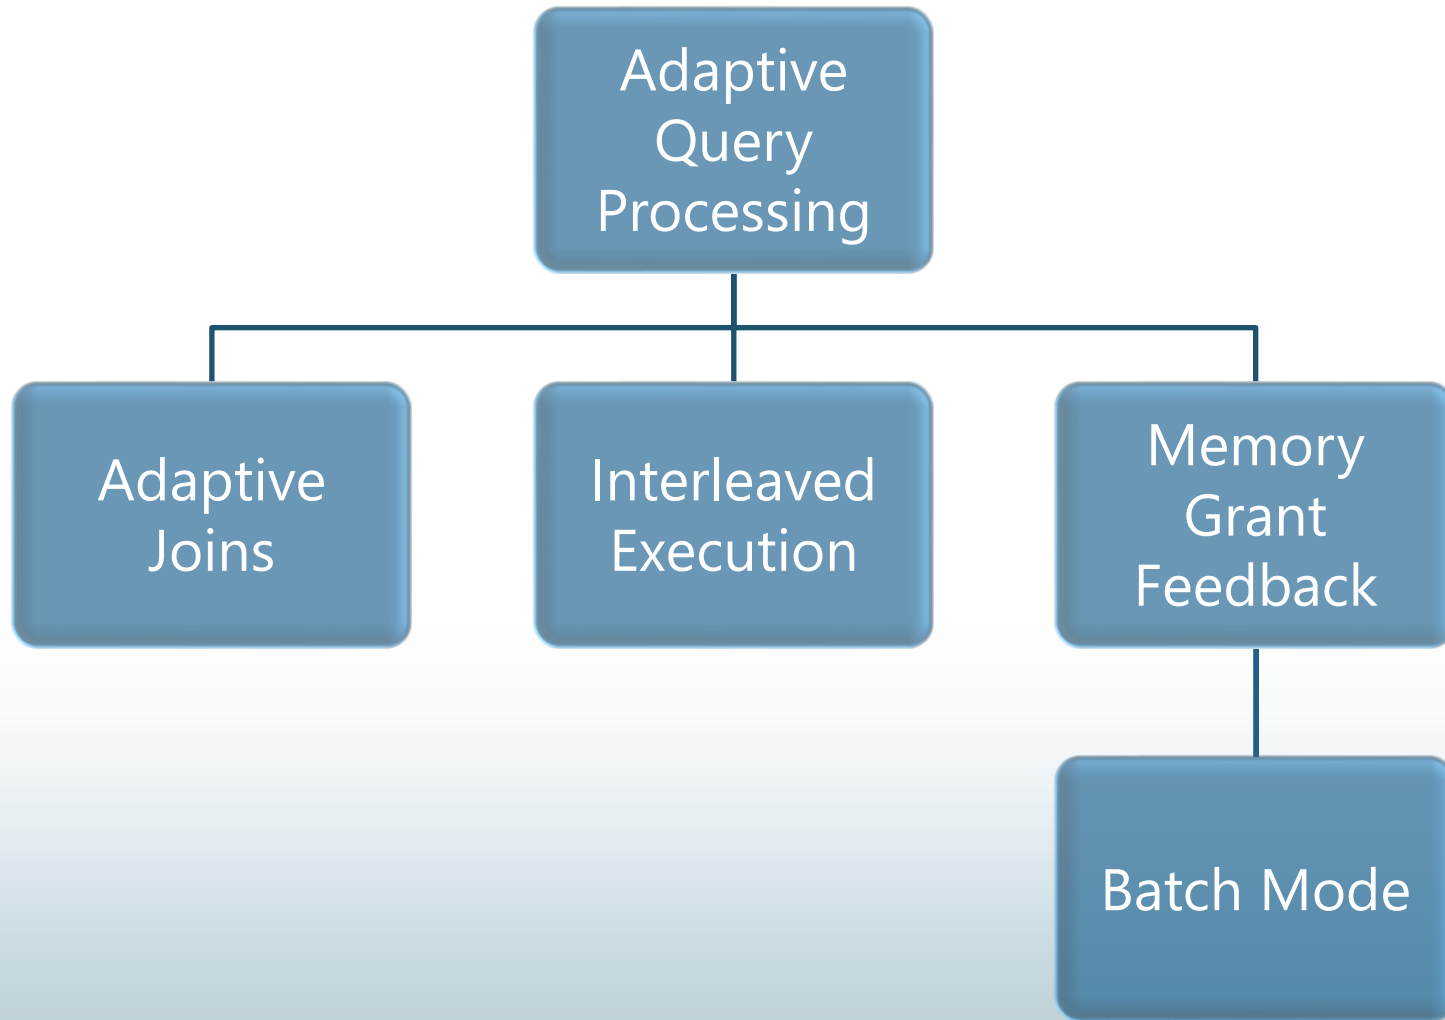 Adaptive
Query
Processing
Adaptive
Joins
Interleaved
Execution
Memory
Grant
Feedback
Batch Mode